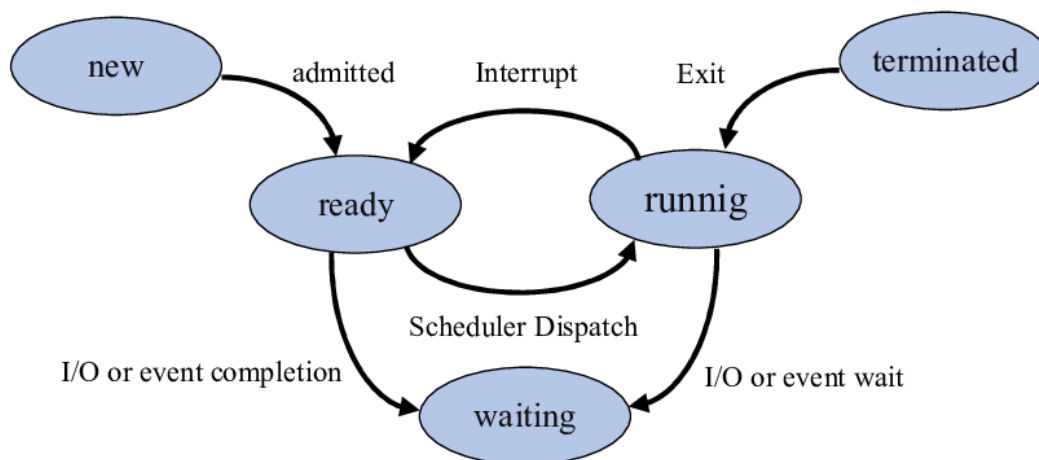 new
terminated
admitted
Interrupt
Exit
ready
runnig
Scheduler Dispatch
I/O or event completion
I/O or event wait
waiting